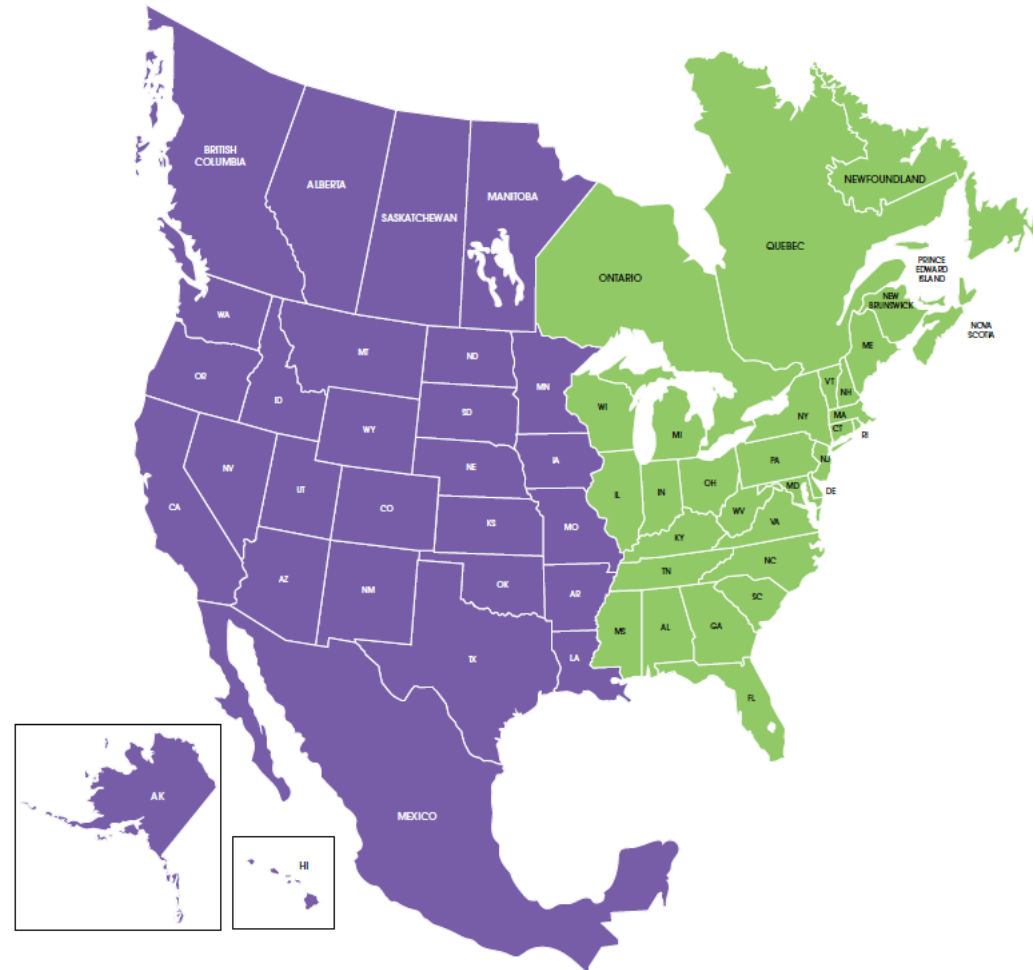 BRITISH
COLUMBIA
ALBERTA
SASKATCHEWAN
MANITOBA
ONTARIO
QUEBEC
NEWFOUNDLAND
PRINCE
EDWARD
ISLAND
NEW
BRUNSWICK
NOVA
SCOTIA
WA
OR
ID
MT
ND
MN
SD
WY
NE
IA
CA
NV
UT
CO
KS
MO
AZ
NM
OK
AR
TX
LA
WI
MI
IL
IN
OH
KY
TN
MS
AL
GA
FL
SC
NC
VA
WV
PA
MD
DE
NJ
NY
CT
RI
MA
VT
NH
ME
AK
HI
MEXICO